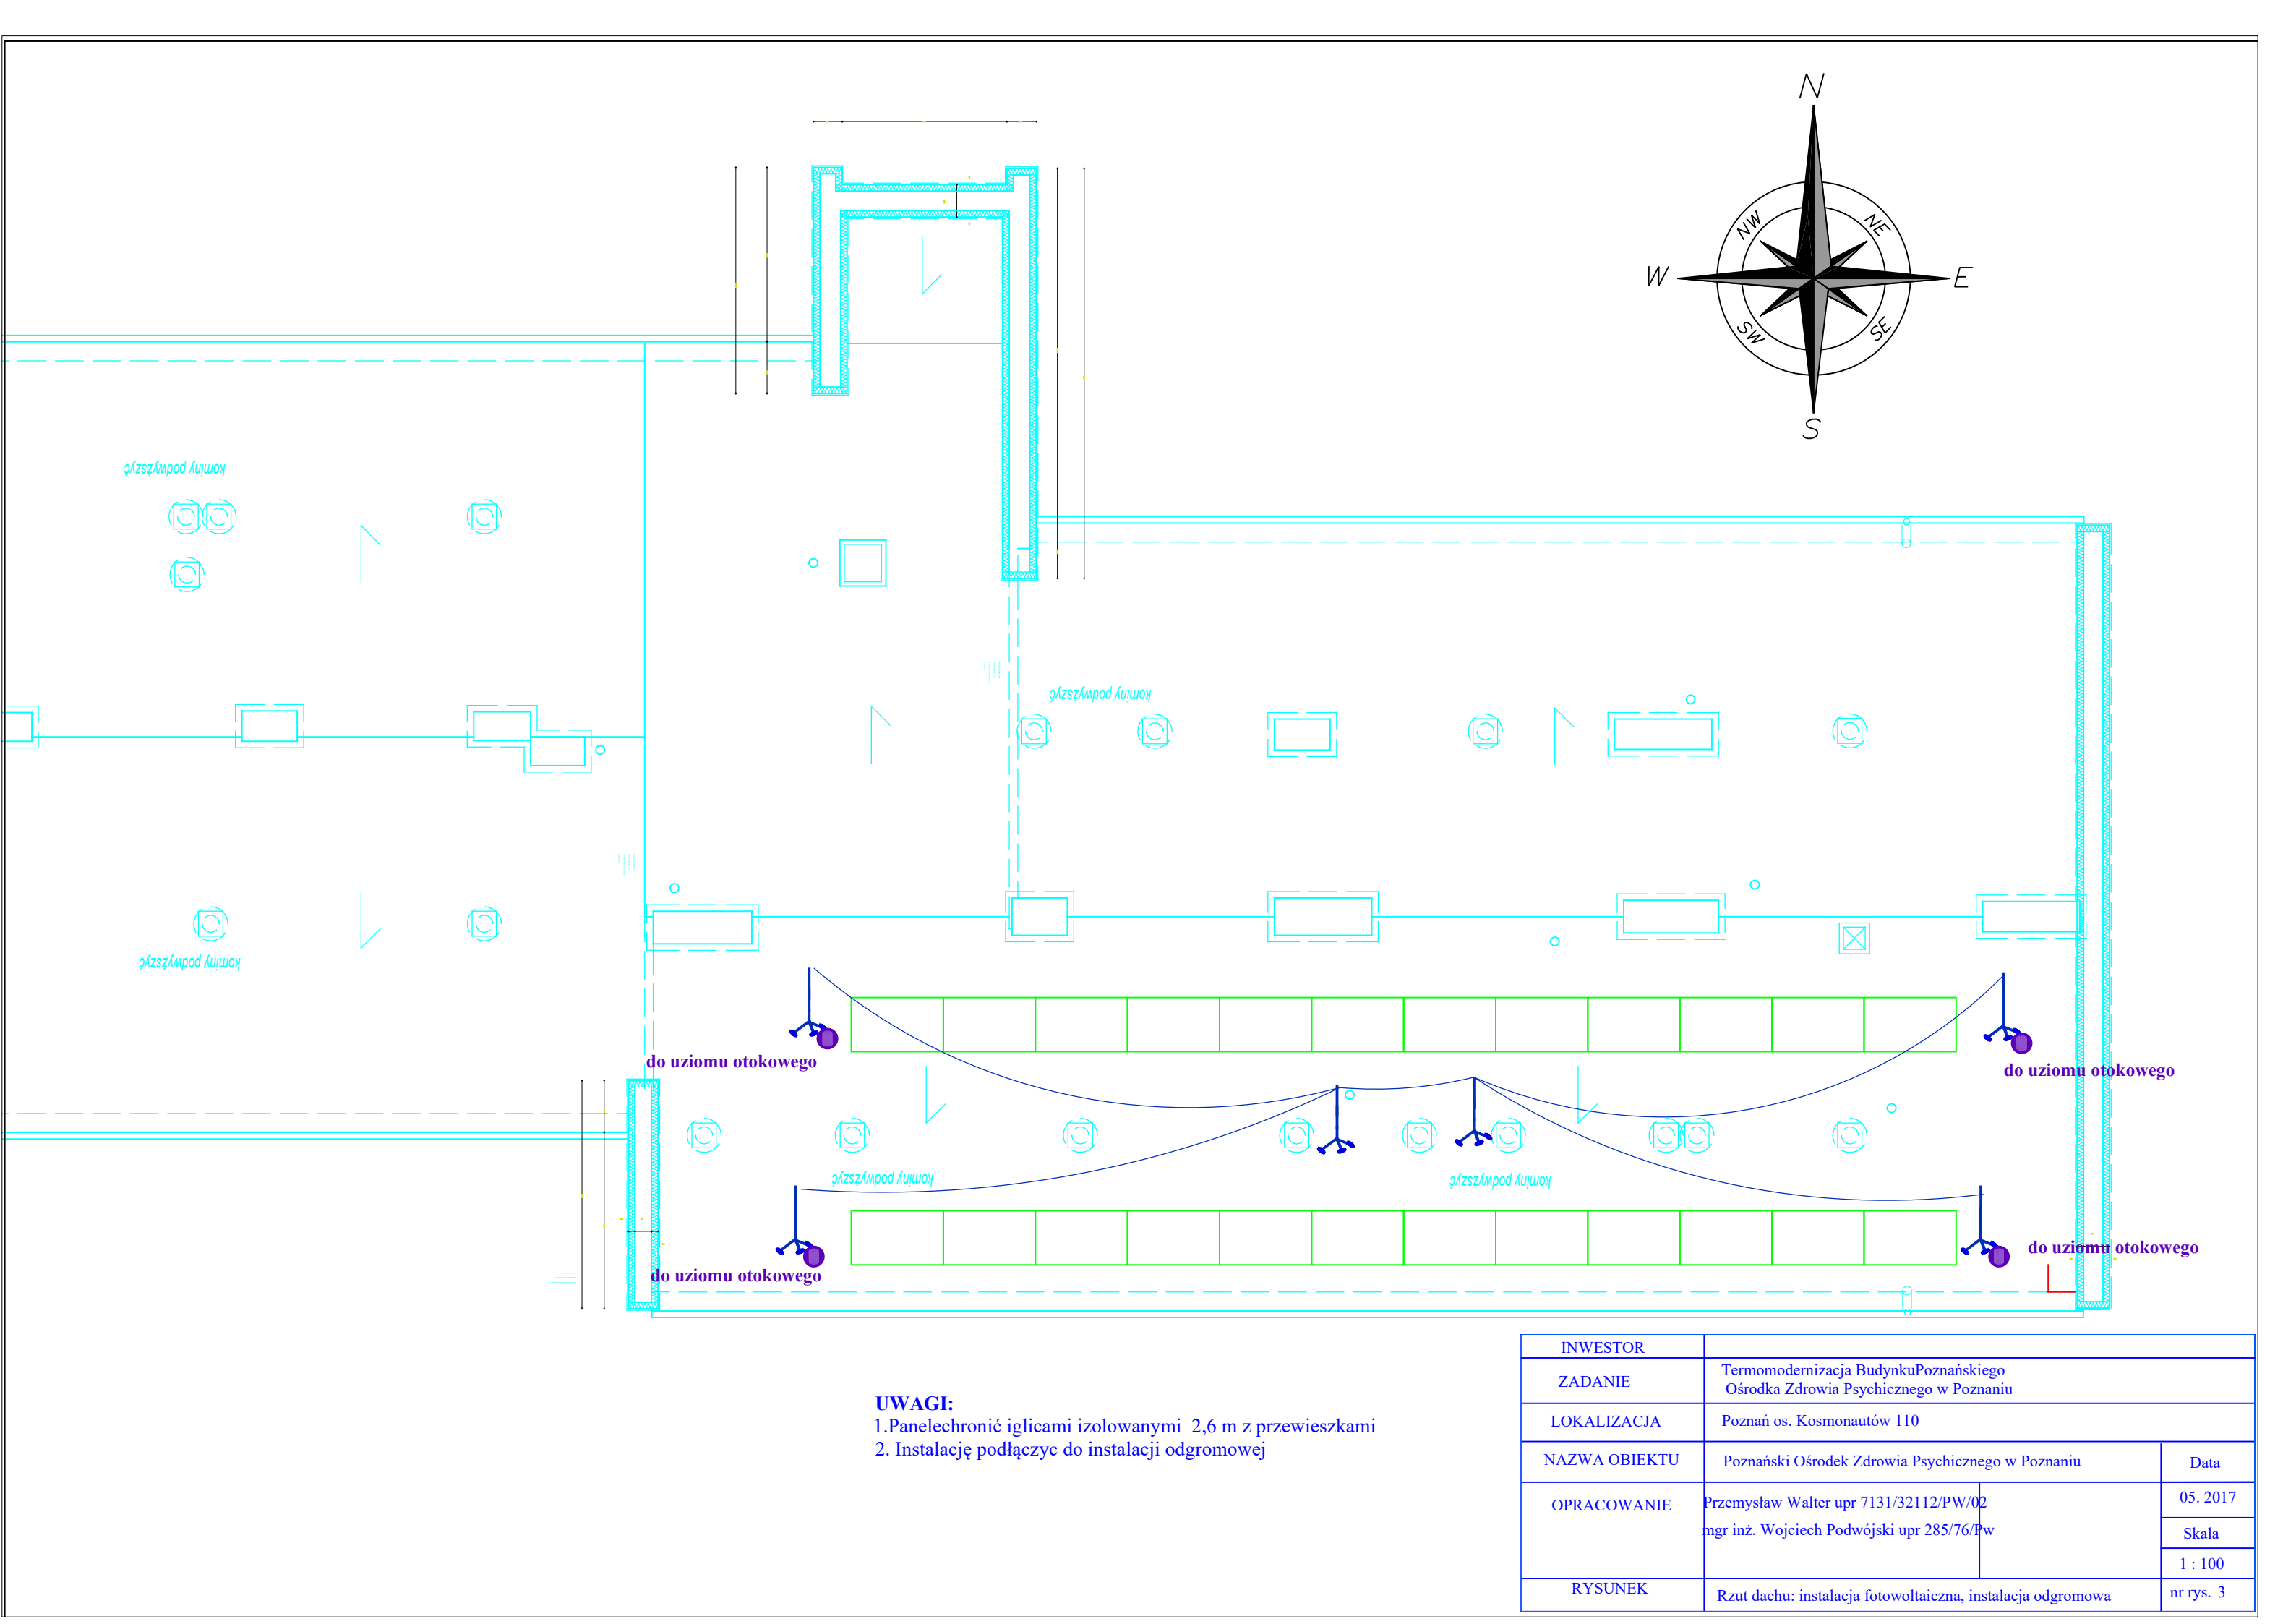 N
NW
NE
W
E
SW
SE
S
kominy podwyższyć
kominy podwyższyć
kominy podwyższyć
do uziomu otokowego
do uziomu otokowego
kominy podwyższyć
kominy podwyższyć
do uziomu otokowego
do uziomu otokowego
UWAGI:
1.Panelechronić iglicami izolowanymi 2,6 m z przewieszkami
2. Instalację podłączyc do instalacji odgromowej
INWESTOR
ZADANIE
Termomodernizacja BudynkuPoznańskiego
Ośrodka Zdrowia Psychicznego w Poznaniu
LOKALIZACJA
Poznań os. Kosmonautów 110
NAZWA OBIEKTU
Poznański Ośrodek Zdrowia Psychicznego w Poznaniu
Data
OPRACOWANIE
Przemysław Walter upr 7131/32112/PW/02
05. 2017
mgr inż. Wojciech Podwójski upr 285/76/Pw
Skala
1 : 100
RYSUNEK
Rzut dachu: instalacja fotowoltaiczna, instalacja odgromowa
nr rys. 3